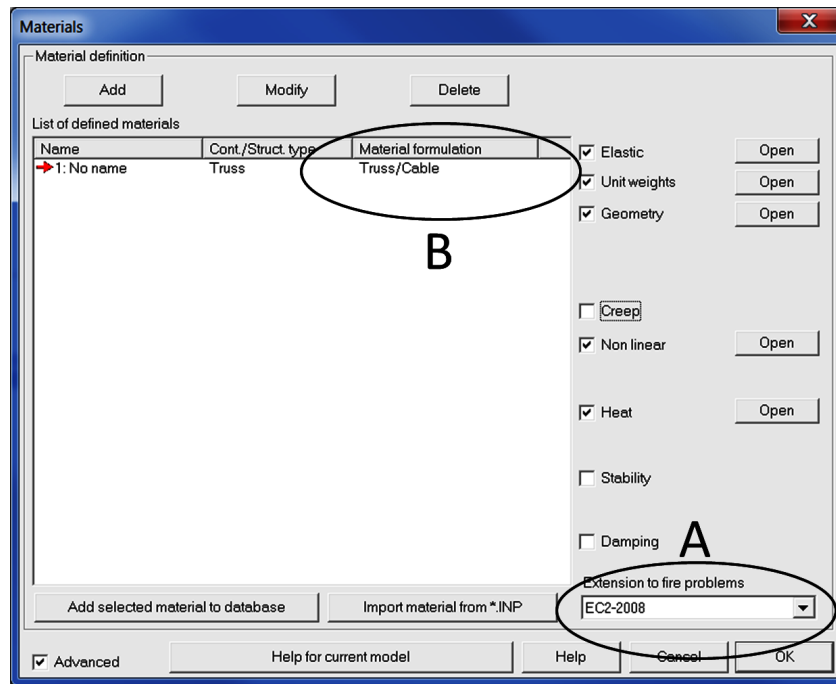 Materials
X
Material definition
Add Modify Delete
List of defined materials
Name Cont./Struct. type Material formulation
1: No name Truss Truss/Cable
Elastic Open
Unit weights Open
Geometry Open
B
Creep
Non linear Open
Heat Open
Stability
Damping
A
Extension to fire problems
EC2-2008
Add selected material to database Import material from *.INP
Advanced Help for current model Help Cancel OK